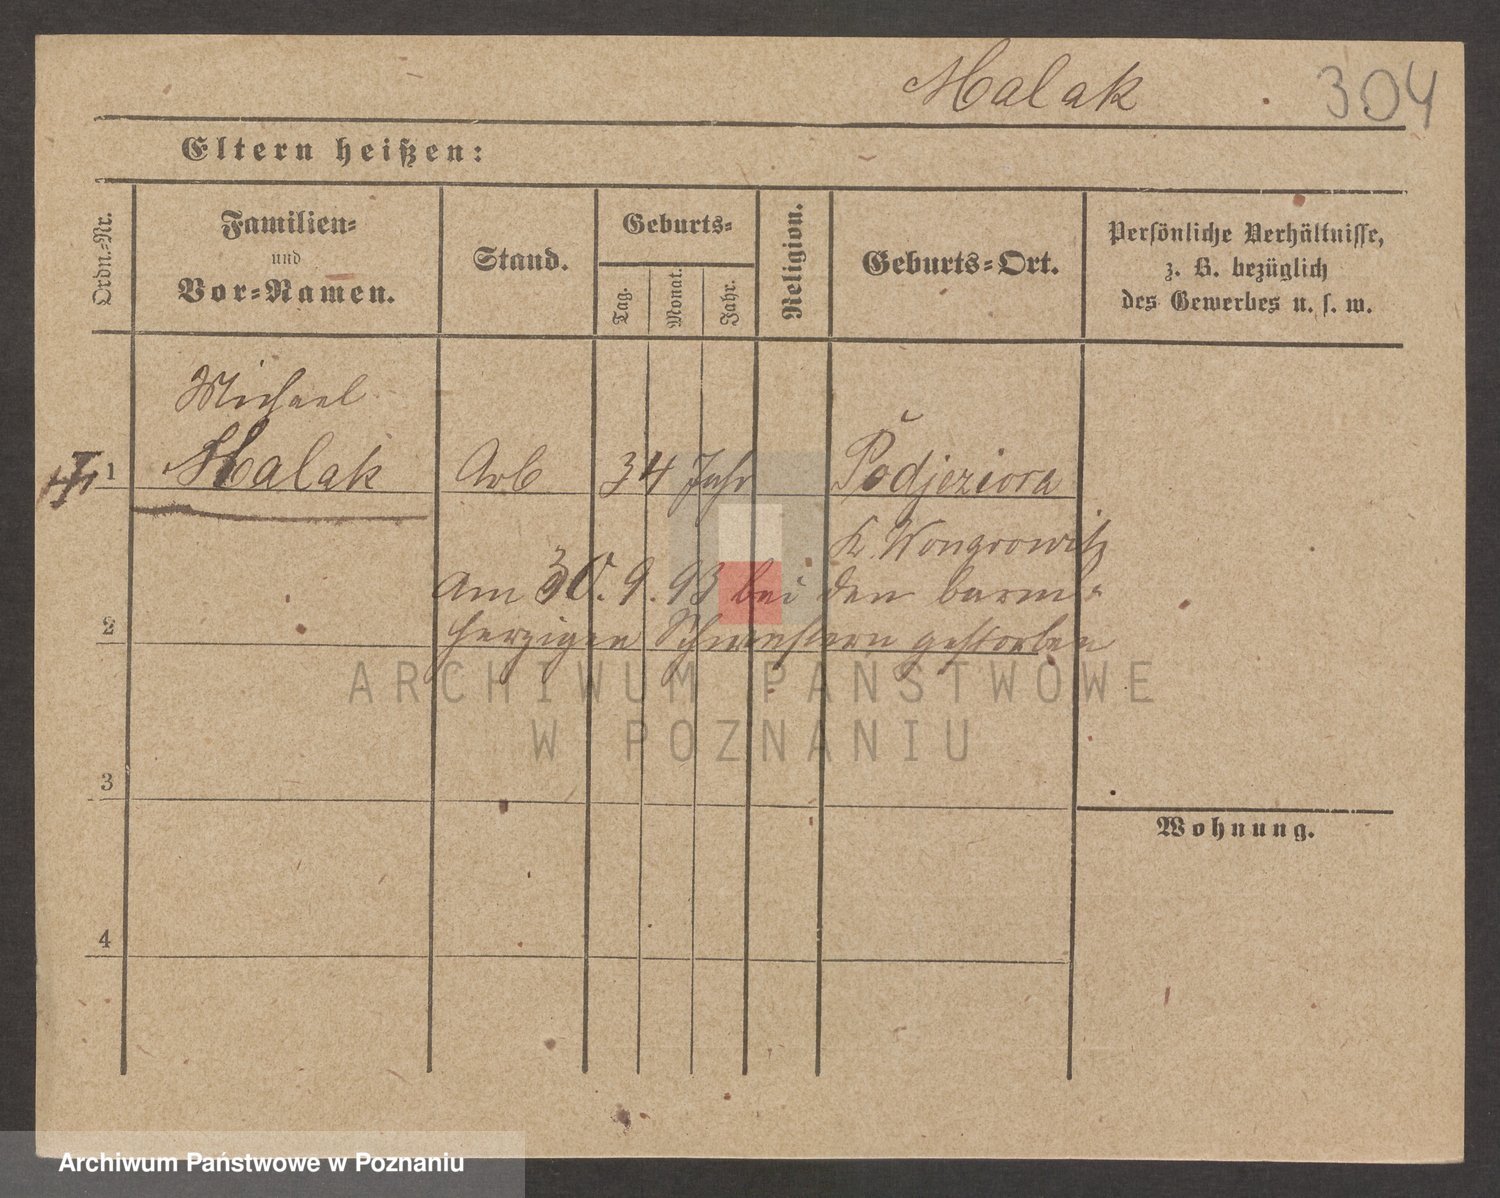 Malak
304
Eltern heißen:
Ordn.-Nr.
Familien-
und
Vor-Namen.
Stand.
Geburts-
Tag.
Monat.
Jahr.
Religion.
Geburts-Ort.
Persönliche Verhältnisse,
z. B. bezüglich
des Gewerbes u. s. w.
Michael
1 Malak Arb 34 Jahr Podjeziora
K. Wongrowitz
am 30. 9. 93 bei den barm-
2 herzigen Schwestern gestorben
ARCHIWUM PAŃSTWOWE
W POZNANIU
3
Wohnung.
4
Archiwum Państwowe w Poznaniu